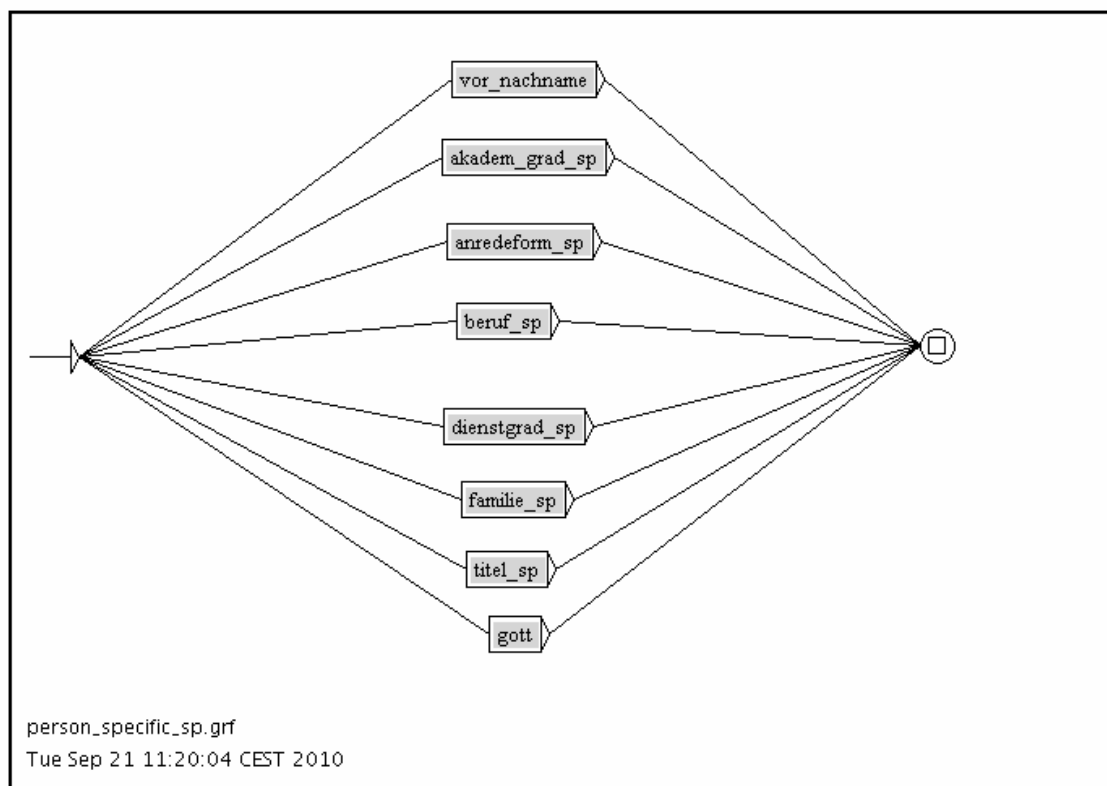 vor_nachname
akadem_grad_sp
anredeform_sp
beruf_sp
dienstgrad_sp
familie_sp
titel_sp
gott
person_specific_sp.grf
Tue Sep 21 11:20:04 CEST 2010